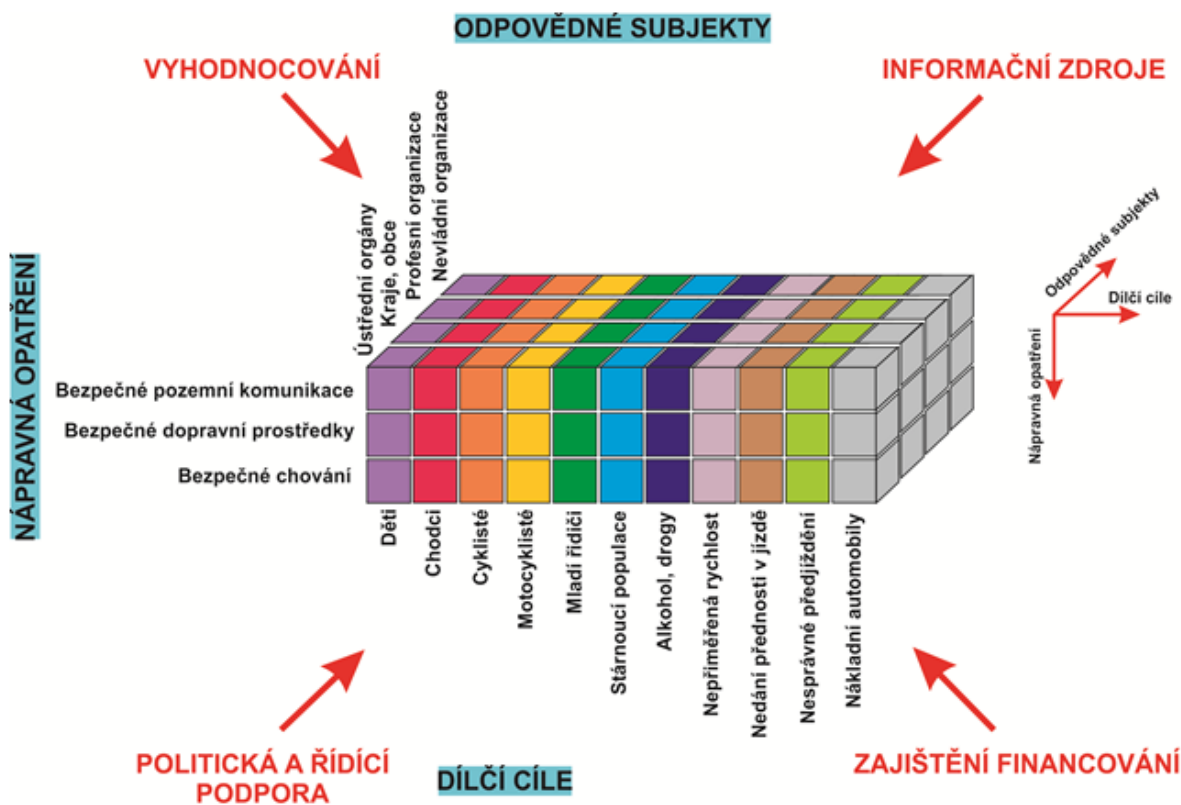 ODPOVĚDNÉ SUBJEKTY
VYHODNOCOVÁNÍ
INFORMAČNÍ ZDROJE
Ústřední orgány
Kraje, obce
Profesní organizace
Nevládní organizace
NÁPRAVNÁ OPATŘENÍ
Bezpečné pozemní komunikace
Bezpečné dopravní prostředky
Bezpečné chování
Odpovědné subjekty
Dílčí cíle
Nápravná opatření
Děti
Chodci
Cyklisté
Motocyklisté
Mladí řidiči
Stárnoucí populace
Alkohol, drogy
Nepřiměřená rychlost
Nedání přednosti v jízdě
Nesprávné předjíždění
Nákladní automobily
POLITICKÁ A ŘÍDÍCÍ
PODPORA
DÍLČÍ CÍLE
ZAJIŠTĚNÍ FINANCOVÁNÍ